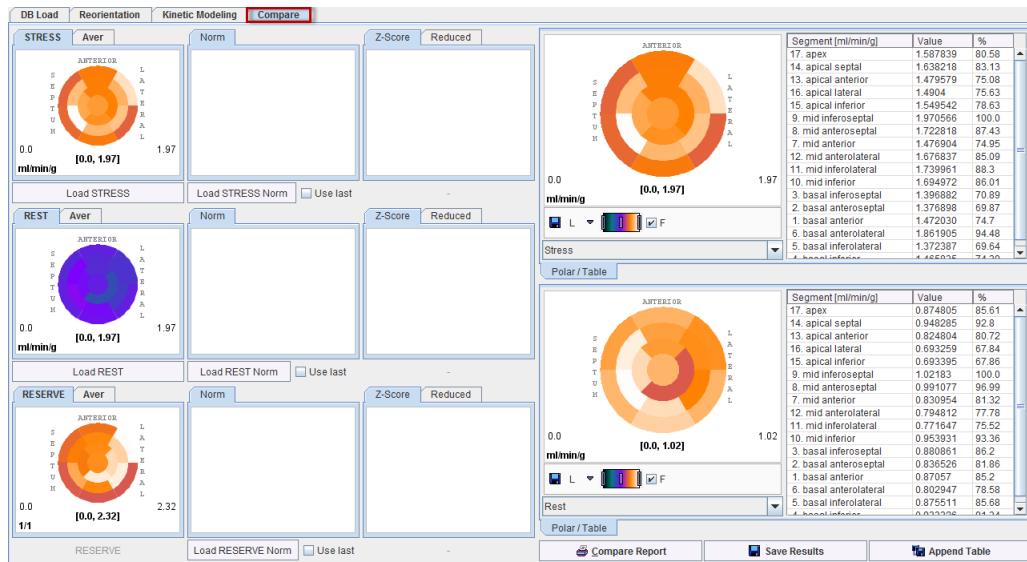 DB Load Reorientation Kinetic Modeling Compare
STRESS Aver Norm Z-Score Reduced
ANTERIOR
SEPTUM
LATERAL
0.0 1.97
[0.0, 1.97]
ml/min/g
Load STRESS Load STRESS Norm Use last -
REST Aver Norm Z-Score Reduced
ANTERIOR
SEPTUM
LATERAL
0.0 1.97
[0.0, 1.97]
ml/min/g
Load REST Load REST Norm Use last -
RESERVE Aver Norm Z-Score Reduced
ANTERIOR
SEPTUM
LATERAL
0.0 2.32
[0.0, 2.32]
1/1
RESERVE Load RESERVE Norm Use last -
ANTERIOR
SEPTUM
LATERAL
0.0 1.97
[0.0, 1.97]
ml/min/g
L F
Stress
Polar / Table
Segment [ml/min/g] Value %
17. apex 1.587839 80.58
14. apical septal 1.638218 83.13
13. apical anterior 1.479579 75.08
16. apical lateral 1.4904 75.63
15. apical inferior 1.549542 78.63
9. mid inferoseptal 1.970566 100.0
8. mid anteroseptal 1.722818 87.43
7. mid anterior 1.476904 74.95
12. mid anterolateral 1.676837 85.09
11. mid inferolateral 1.739961 88.3
10. mid inferior 1.694972 86.01
3. basal inferoseptal 1.396882 70.89
2. basal anteroseptal 1.376898 69.87
1. basal anterior 1.472030 74.7
6. basal anterolateral 1.861905 94.48
5. basal inferolateral 1.372387 69.64
4. basal inferior
ANTERIOR
SEPTUM
LATERAL
0.0 1.02
[0.0, 1.02]
ml/min/g
L F
Rest
Polar / Table
Segment [ml/min/g] Value %
17. apex 0.874805 85.61
14. apical septal 0.948285 92.8
13. apical anterior 0.824804 80.72
16. apical lateral 0.693259 67.84
15. apical inferior 0.693395 67.86
9. mid inferoseptal 1.02183 100.0
8. mid anteroseptal 0.991077 96.99
7. mid anterior 0.830954 81.32
12. mid anterolateral 0.794812 77.78
11. mid inferolateral 0.771647 75.52
10. mid inferior 0.953931 93.36
3. basal inferoseptal 0.880861 86.2
2. basal anteroseptal 0.836526 81.86
1. basal anterior 0.87057 85.2
6. basal anterolateral 0.802947 78.58
5. basal inferolateral 0.875511 85.68
4. basal inferior
Compare Report Save Results Append Table